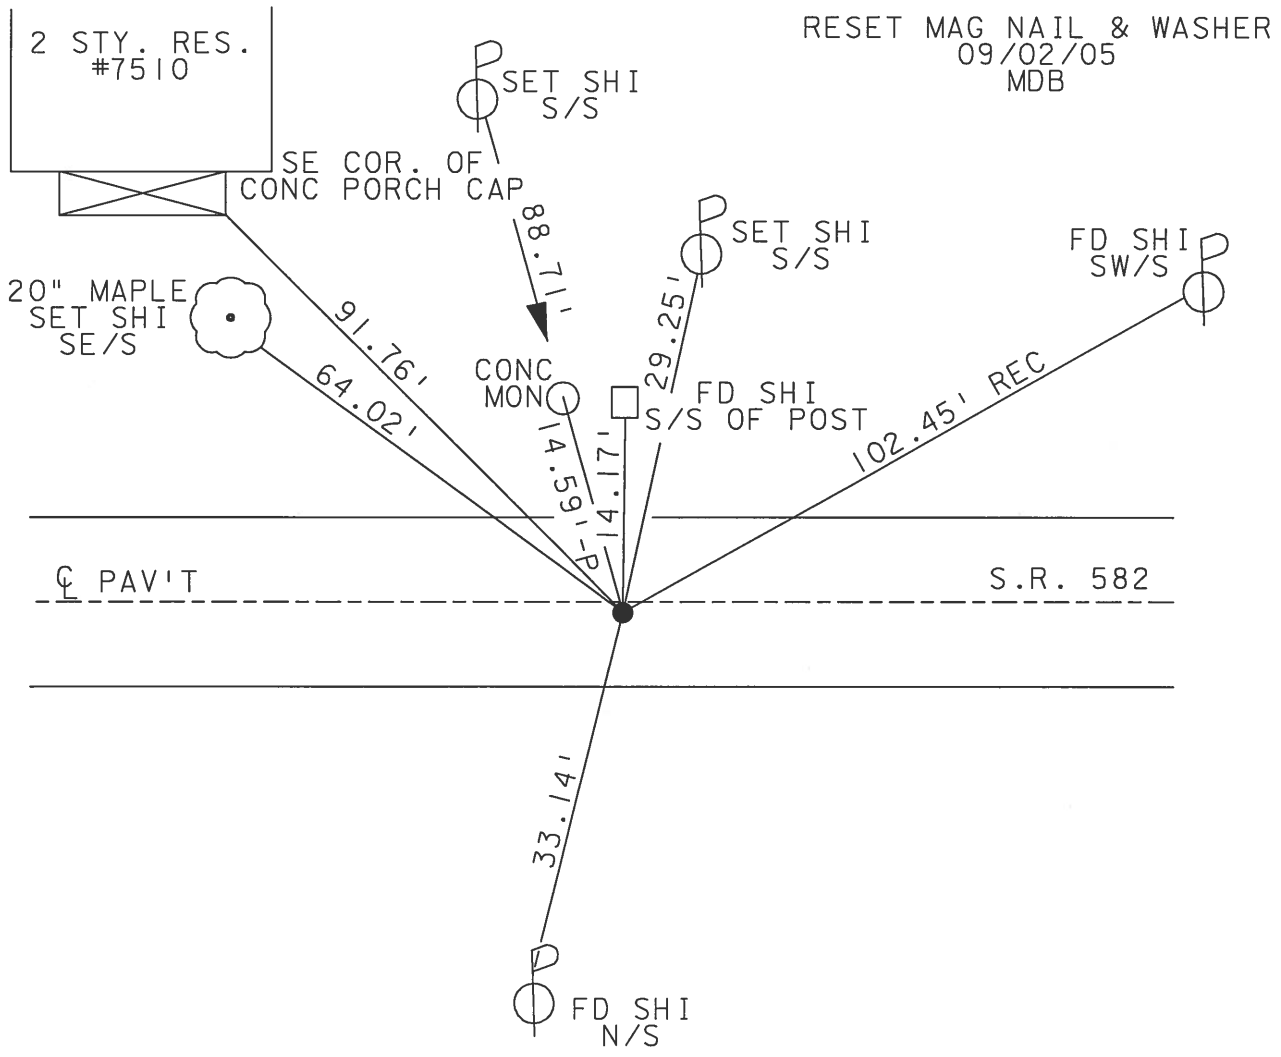 2 STY. RES.
#7510
RESET MAG NAIL & WASHER
09/02/05
MDB
SET SHI
S/S
SE COR. OF
CONC PORCH CAP
88.71'
SET SHI
S/S
FD SHI
SW/S
20" MAPLE
SET SHI
SE/S
91.76'
64.02'
CONC
MON
29.25'
FD SHI
S/S OF POST
102.45' REC
14.59'-P
14.17'
℄ PAV'T
S.R. 582
33.14'
FD SHI
N/S